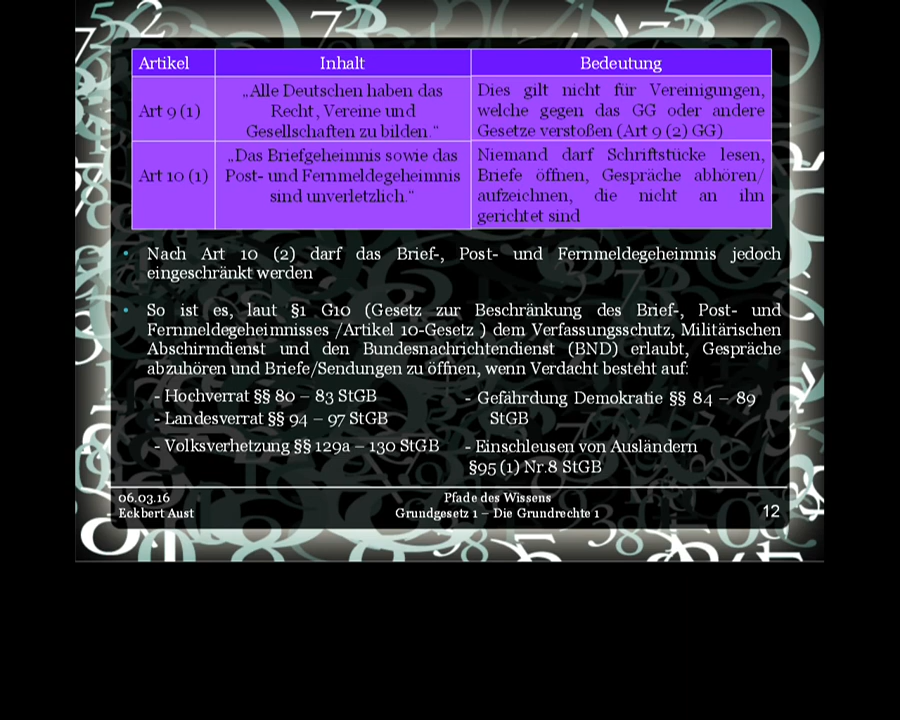 Artikel Inhalt Bedeutung
Art 9 (1)
„Alle Deutschen haben das
Recht, Vereine und
Gesellschaften zu bilden.“
Dies gilt nicht für Vereinigungen,
welche gegen das GG oder andere
Gesetze verstoßen (Art 9 (2) GG)
Art 10 (1)
„Das Briefgeheimnis sowie das
Post- und Fernmeldegeheimnis
sind unverletzlich.“
Niemand darf Schriftstücke lesen,
Briefe öffnen, Gespräche abhören/
aufzeichnen, die nicht an ihn
gerichtet sind
• Nach Art 10 (2) darf das Brief-, Post- und Fernmeldegeheimnis jedoch
eingeschränkt werden
• So ist es, laut §1 G10 (Gesetz zur Beschränkung des Brief-, Post- und
Fernmeldegeheimnisses /Artikel 10-Gesetz ) dem Verfassungsschutz, Militärischen
Abschirmdienst und den Bundesnachrichtendienst (BND) erlaubt, Gespräche
abzuhören und Briefe/Sendungen zu öffnen, wenn Verdacht besteht auf:
- Hochverrat §§ 80 – 83 StGB
- Landesverrat §§ 94 – 97 StGB
- Volksverhetzung §§ 129a – 130 StGB
- Gefährdung Demokratie §§ 84 – 89
StGB
- Einschleusen von Ausländern
§95 (1) Nr.8 StGB
06.03.16
Eckbert Aust
Pfade des Wissens
Grundgesetz 1 – Die Grundrechte 1
12